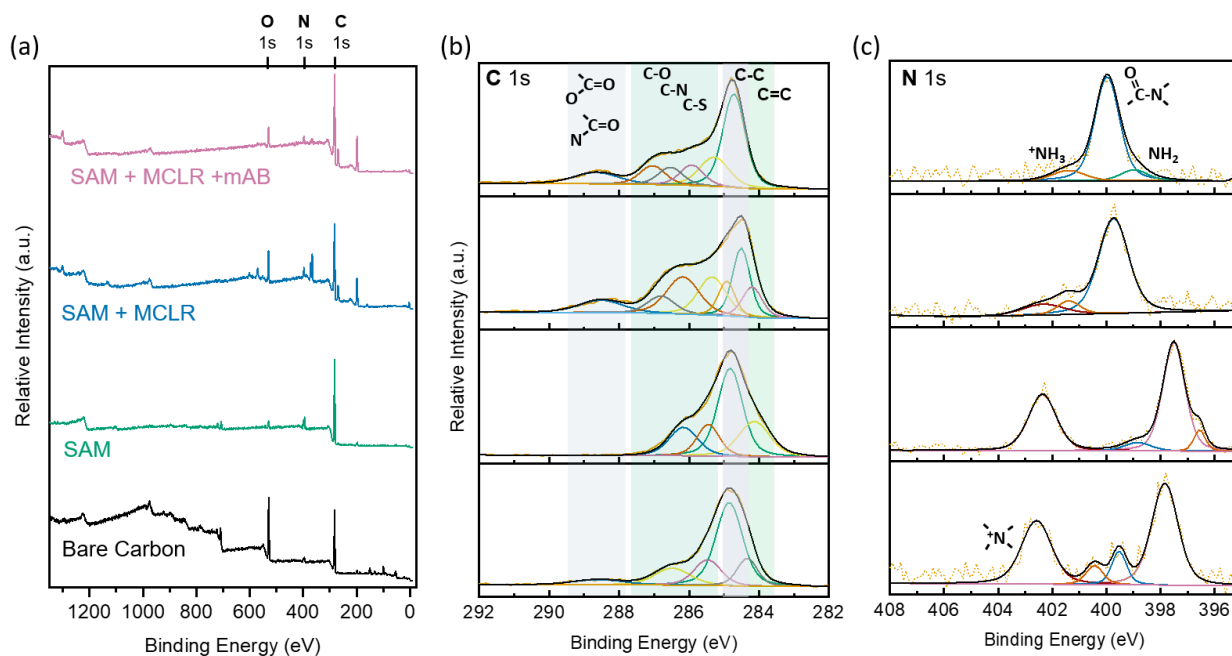 (a)
O N C
1s 1s 1s
SAM + MCLR +mAB
SAM + MCLR
SAM
Bare Carbon
Relative Intensity (a.u.)
1200 1000 800 600 400 200 0
Binding Energy (eV)
(b)
C 1s
C=O
O
N C=O
C-O
C-N
C-S
C-C
C=C
Relative Intensity (a.u.)
292 290 288 286 284 282
Binding Energy (eV)
(c)
N 1s
O
C-N
+NH3
NH2
+N
408 406 404 402 400 398 396
Binding Energy (eV)